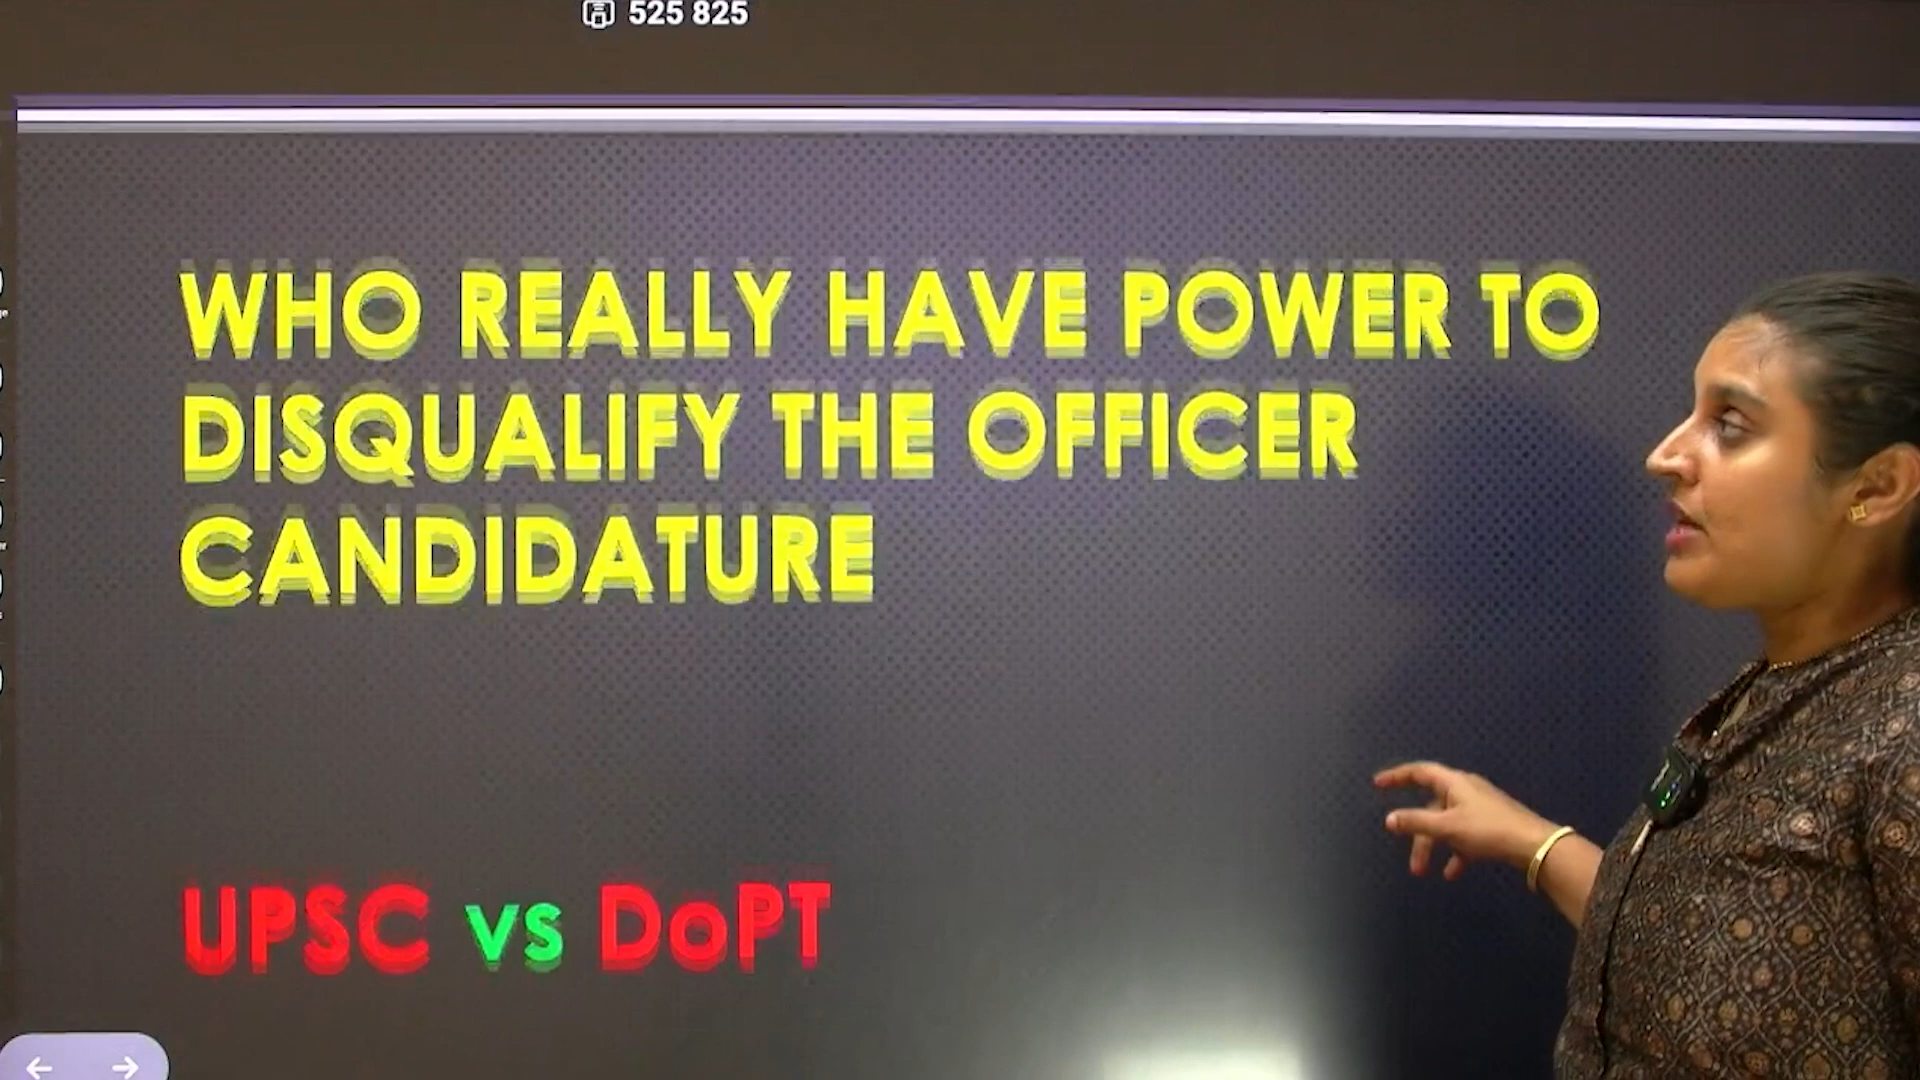 525 825
WHO REALLY HAVE POWER TO
DISQUALIFY THE OFFICER
CANDIDATURE
UPSC vs DoPT